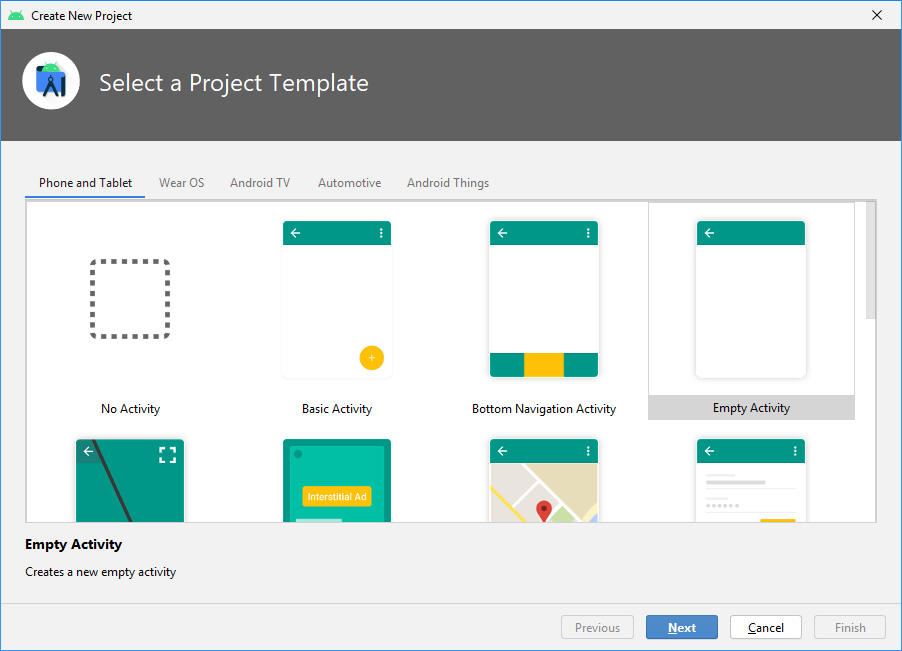 Create New Project
Select a Project Template
Phone and Tablet
Wear OS
Android TV
Automotive
Android Things
No Activity
Basic Activity
Bottom Navigation Activity
Empty Activity
Interstitial Ad
Empty Activity
Creates a new empty activity
Previous
Next
Cancel
Finish